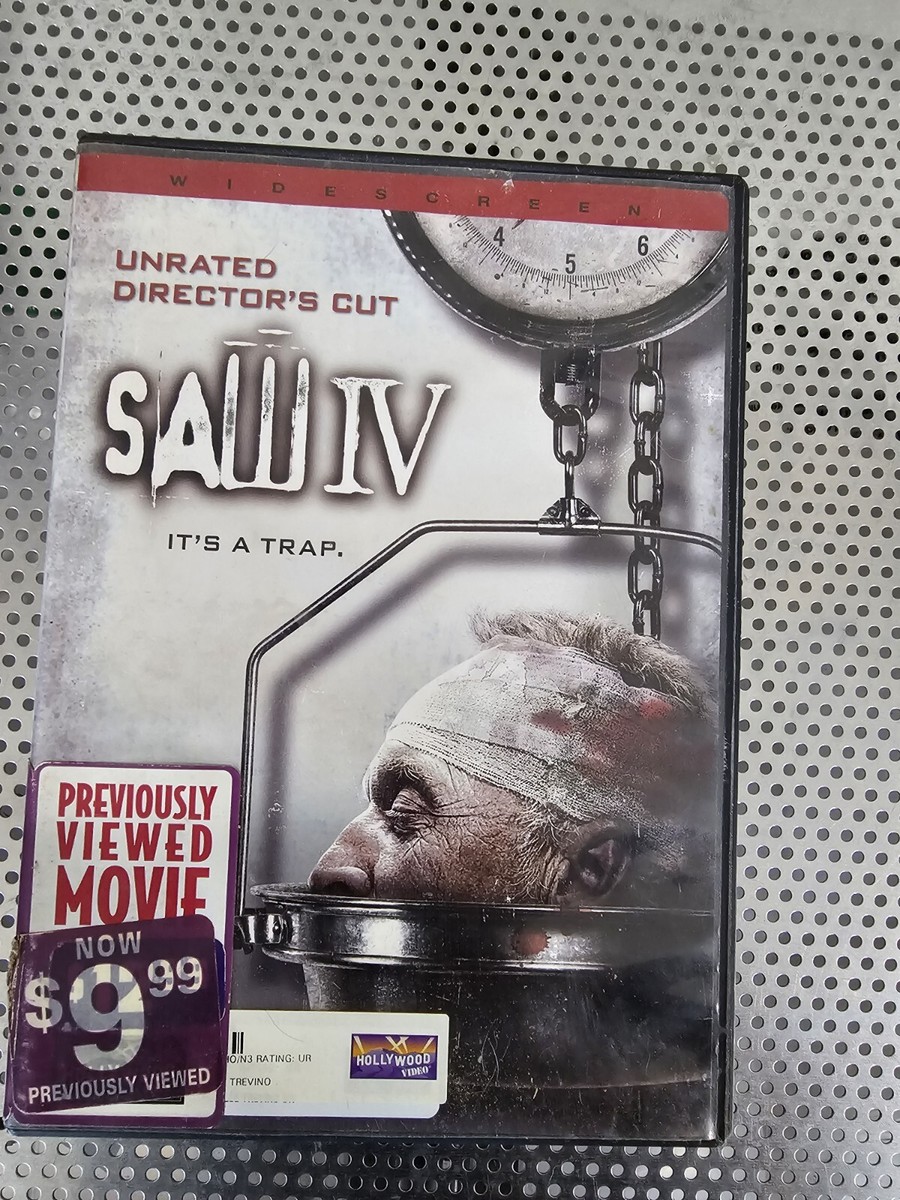 WIDESCREEN
4 5 6
UNRATED
DIRECTOR'S CUT
SAW IV
IT'S A TRAP.
PREVIOUSLY
VIEWED
MOVIE
NOW
$9.99
PREVIOUSLY VIEWED
RATING: UR
TREVINO
HOLLYWOOD
VIDEO